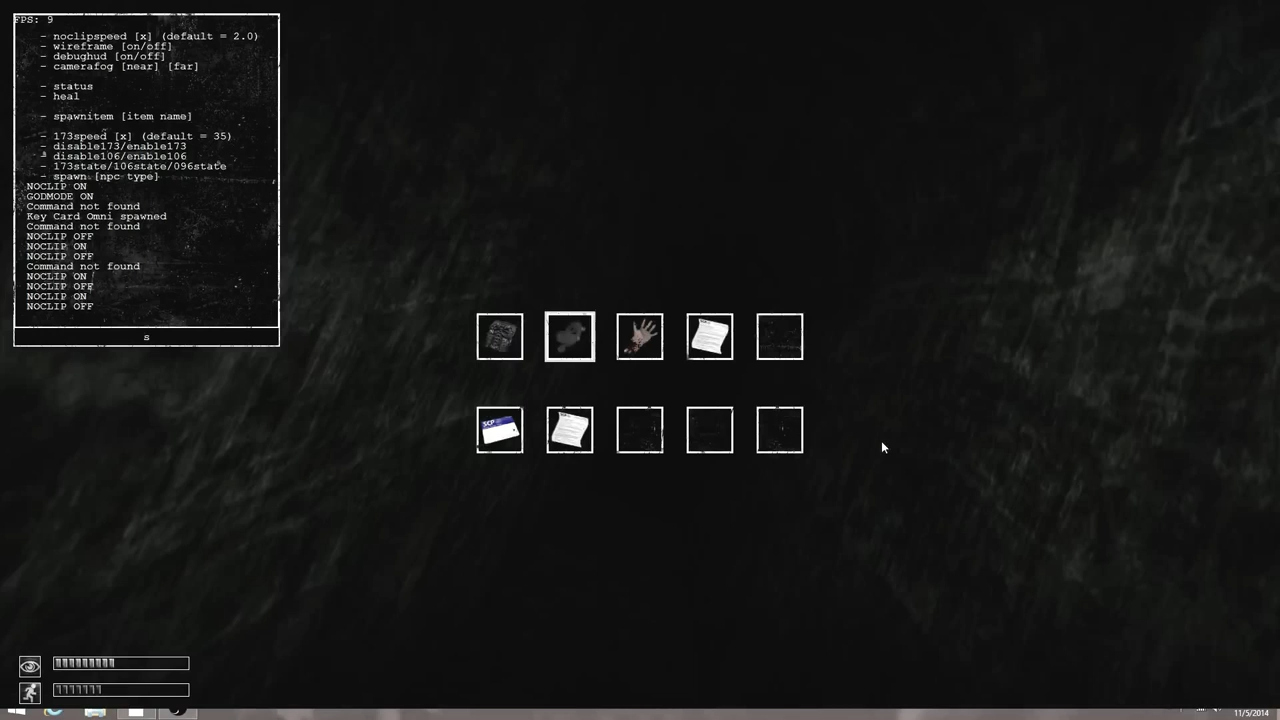 FPS: 9
- noclipspeed [x] (default = 2.0)
- wireframe [on/off]
- debughud [on/off]
- camerafog [near] [far]
- status
- heal
- spawnitem [item name]
- 173speed [x] (default = 35)
- disable173/enable173
- disable106/enable106
- 173state/106state/096state
- spawn [npc type]
NOCLIP ON
GODMODE ON
Command not found
Key Card Omni spawned
Command not found
NOCLIP OFF
NOCLIP ON
NOCLIP OFF
Command not found
NOCLIP ON
NOCLIP OFF
NOCLIP ON
NOCLIP OFF
s
SCP
11/5/2014